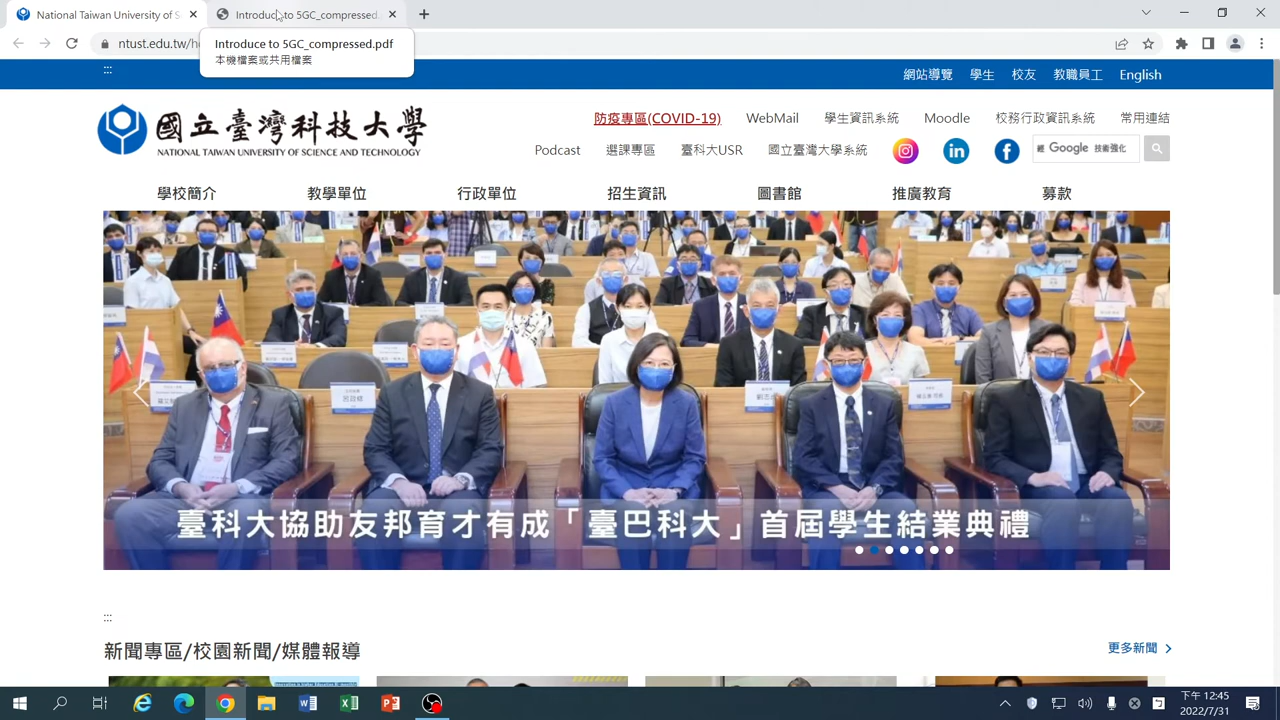 National Taiwan University of S
Introduce to 5GC_compressed.
ntust.edu.tw/h
Introduce to 5GC_compressed.pdf
本機檔案或共用檔案
:::
網站導覽 學生 校友 教職員工 English
國立臺灣科技大學
NATIONAL TAIWAN UNIVERSITY OF SCIENCE AND TECHNOLOGY
防疫專區(COVID-19) WebMail 學生資訊系統 Moodle 校務行政資訊系統 常用連結
Podcast 選課專區 臺科大USR 國立臺灣大學系統
經 Google 技術強化
學校簡介 教學單位 行政單位 招生資訊 圖書館 推廣教育 募款
臺科大協助友邦育才有成「臺巴科大」首屆學生結業典禮
:::
新聞專區/校園新聞/媒體報導
更多新聞
下午 12:45
2022/7/31